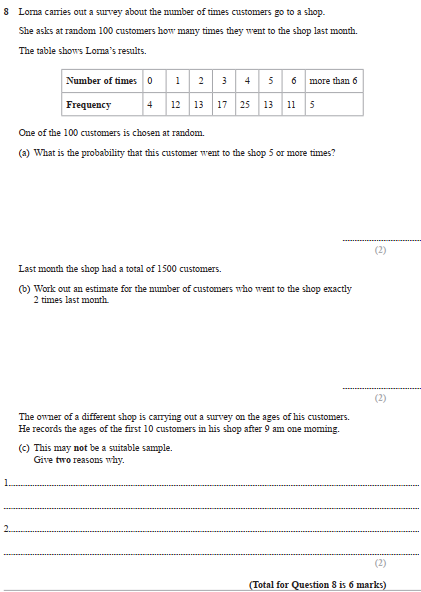 8 Lorna carries out a survey about the number of times customers go to a shop.
She asks at random 100 customers how many times they went to the shop last month.
The table shows Lorna's results.
Number of times 0 1 2 3 4 5 6 more than 6
Frequency 4 12 13 17 25 13 11 5
One of the 100 customers is chosen at random.
(a) What is the probability that this customer went to the shop 5 or more times?
(2)
Last month the shop had a total of 1500 customers.
(b) Work out an estimate for the number of customers who went to the shop exactly
2 times last month.
(2)
The owner of a different shop is carrying out a survey on the ages of his customers.
He records the ages of the first 10 customers in his shop after 9 am one morning.
(c) This may not be a suitable sample.
Give two reasons why.
1
2
(2)
(Total for Question 8 is 6 marks)